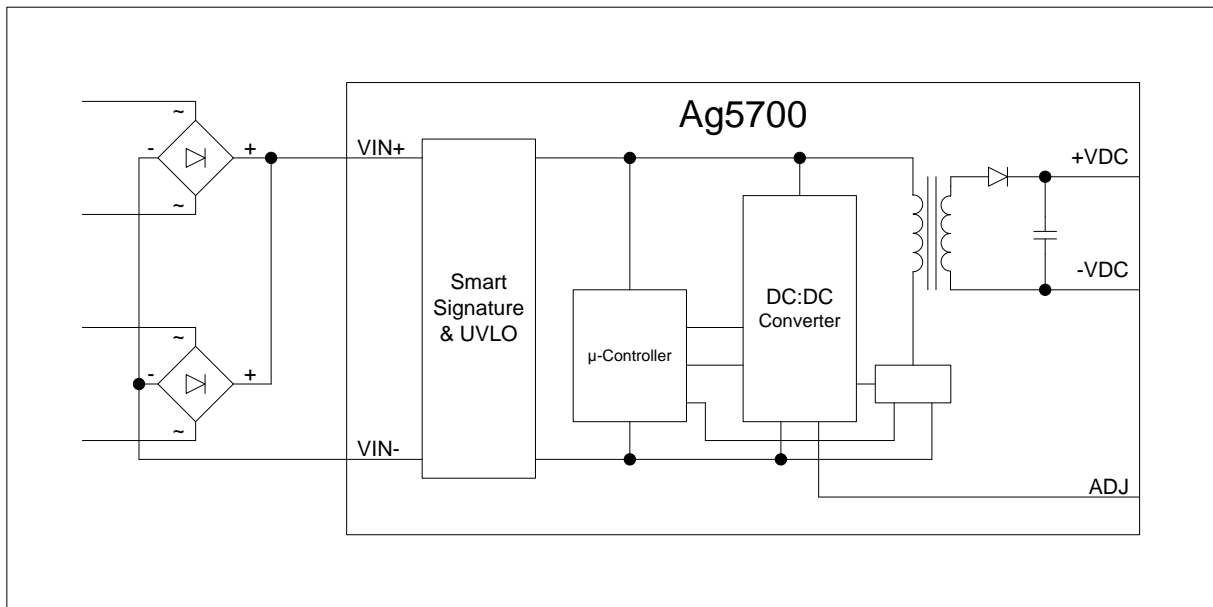 Ag5700
~
- +
~
~
- +
~
VIN+
VIN-
Smart
Signature
& UVLO
µ-Controller
DC:DC
Converter
+VDC
-VDC
ADJ